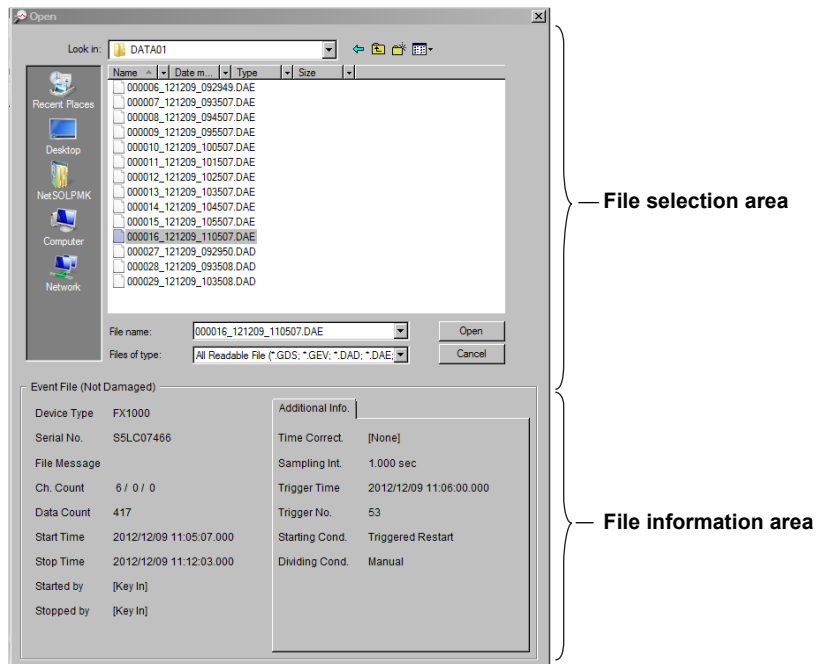 Open
Look in: DATA01
Name Date m... Type Size
Recent Places
Desktop
NetSOLPMK
Computer
Network
000006_121209_092949.DAE
000007_121209_093507.DAE
000008_121209_094507.DAE
000009_121209_095507.DAE
000010_121209_100507.DAE
000011_121209_101507.DAE
000012_121209_102507.DAE
000013_121209_103507.DAE
000014_121209_104507.DAE
000015_121209_105507.DAE
000016_121209_110507.DAE
000027_121209_092950.DAD
000028_121209_093508.DAD
000029_121209_103508.DAD
File name: 000016_121209_110507.DAE Open
Files of type: All Readable File (*.GDS; *.GEV; *.DAD; *.DAE; Cancel
File selection area
Event File (Not Damaged)
Device Type FX1000
Serial No. S5LC07466
File Message
Ch. Count 6 / 0 / 0
Data Count 417
Start Time 2012/12/09 11:05:07.000
Stop Time 2012/12/09 11:12:03.000
Started by [Key In]
Stopped by [Key In]
Additional Info.
Time Correct. [None]
Sampling Int. 1.000 sec
Trigger Time 2012/12/09 11:06:00.000
Trigger No. 53
Starting Cond. Triggered Restart
Dividing Cond. Manual
File information area